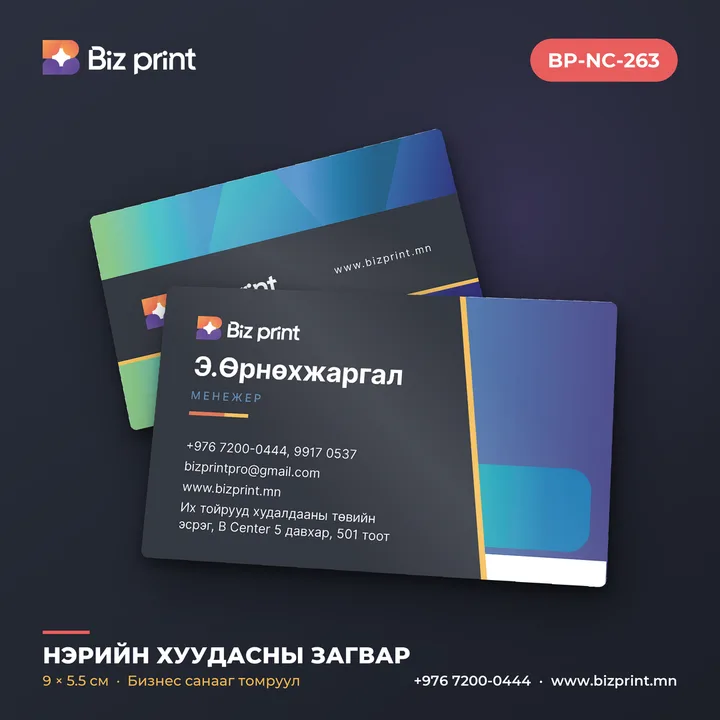 Biz print
BP-NC-263
www.bizprint.mn
Biz print
Э.Өрнөхжаргал
МЕНЕЖЕР
+976 7200-0444, 9917 0537
bizprintpro@gmail.com
www.bizprint.mn
Их тойрууд худалдааны төвийн
эсрэг, B Center 5 давхар, 501 тоот
НЭРИЙН ХУУДАСНЫ ЗАГВАР
9 × 5.5 см · Бизнес санааг томруул
+976 7200-0444 · www.bizprint.mn